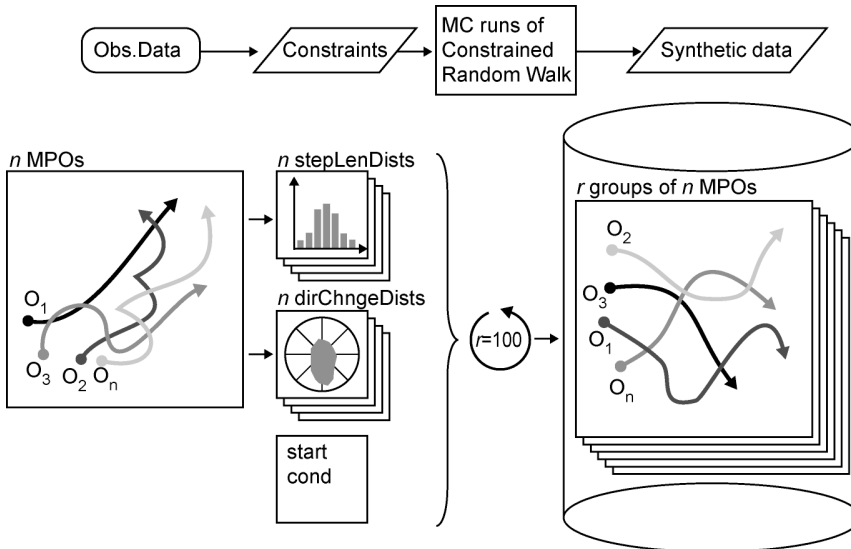 Obs.Data
Constraints
MC runs of
Constrained
Random Walk
Synthetic data
n MPOs
O1
O3
O2
On
n stepLenDists
n dirChngeDists
start
cond
r=100
r groups of n MPOs
O2
O3
O1
On